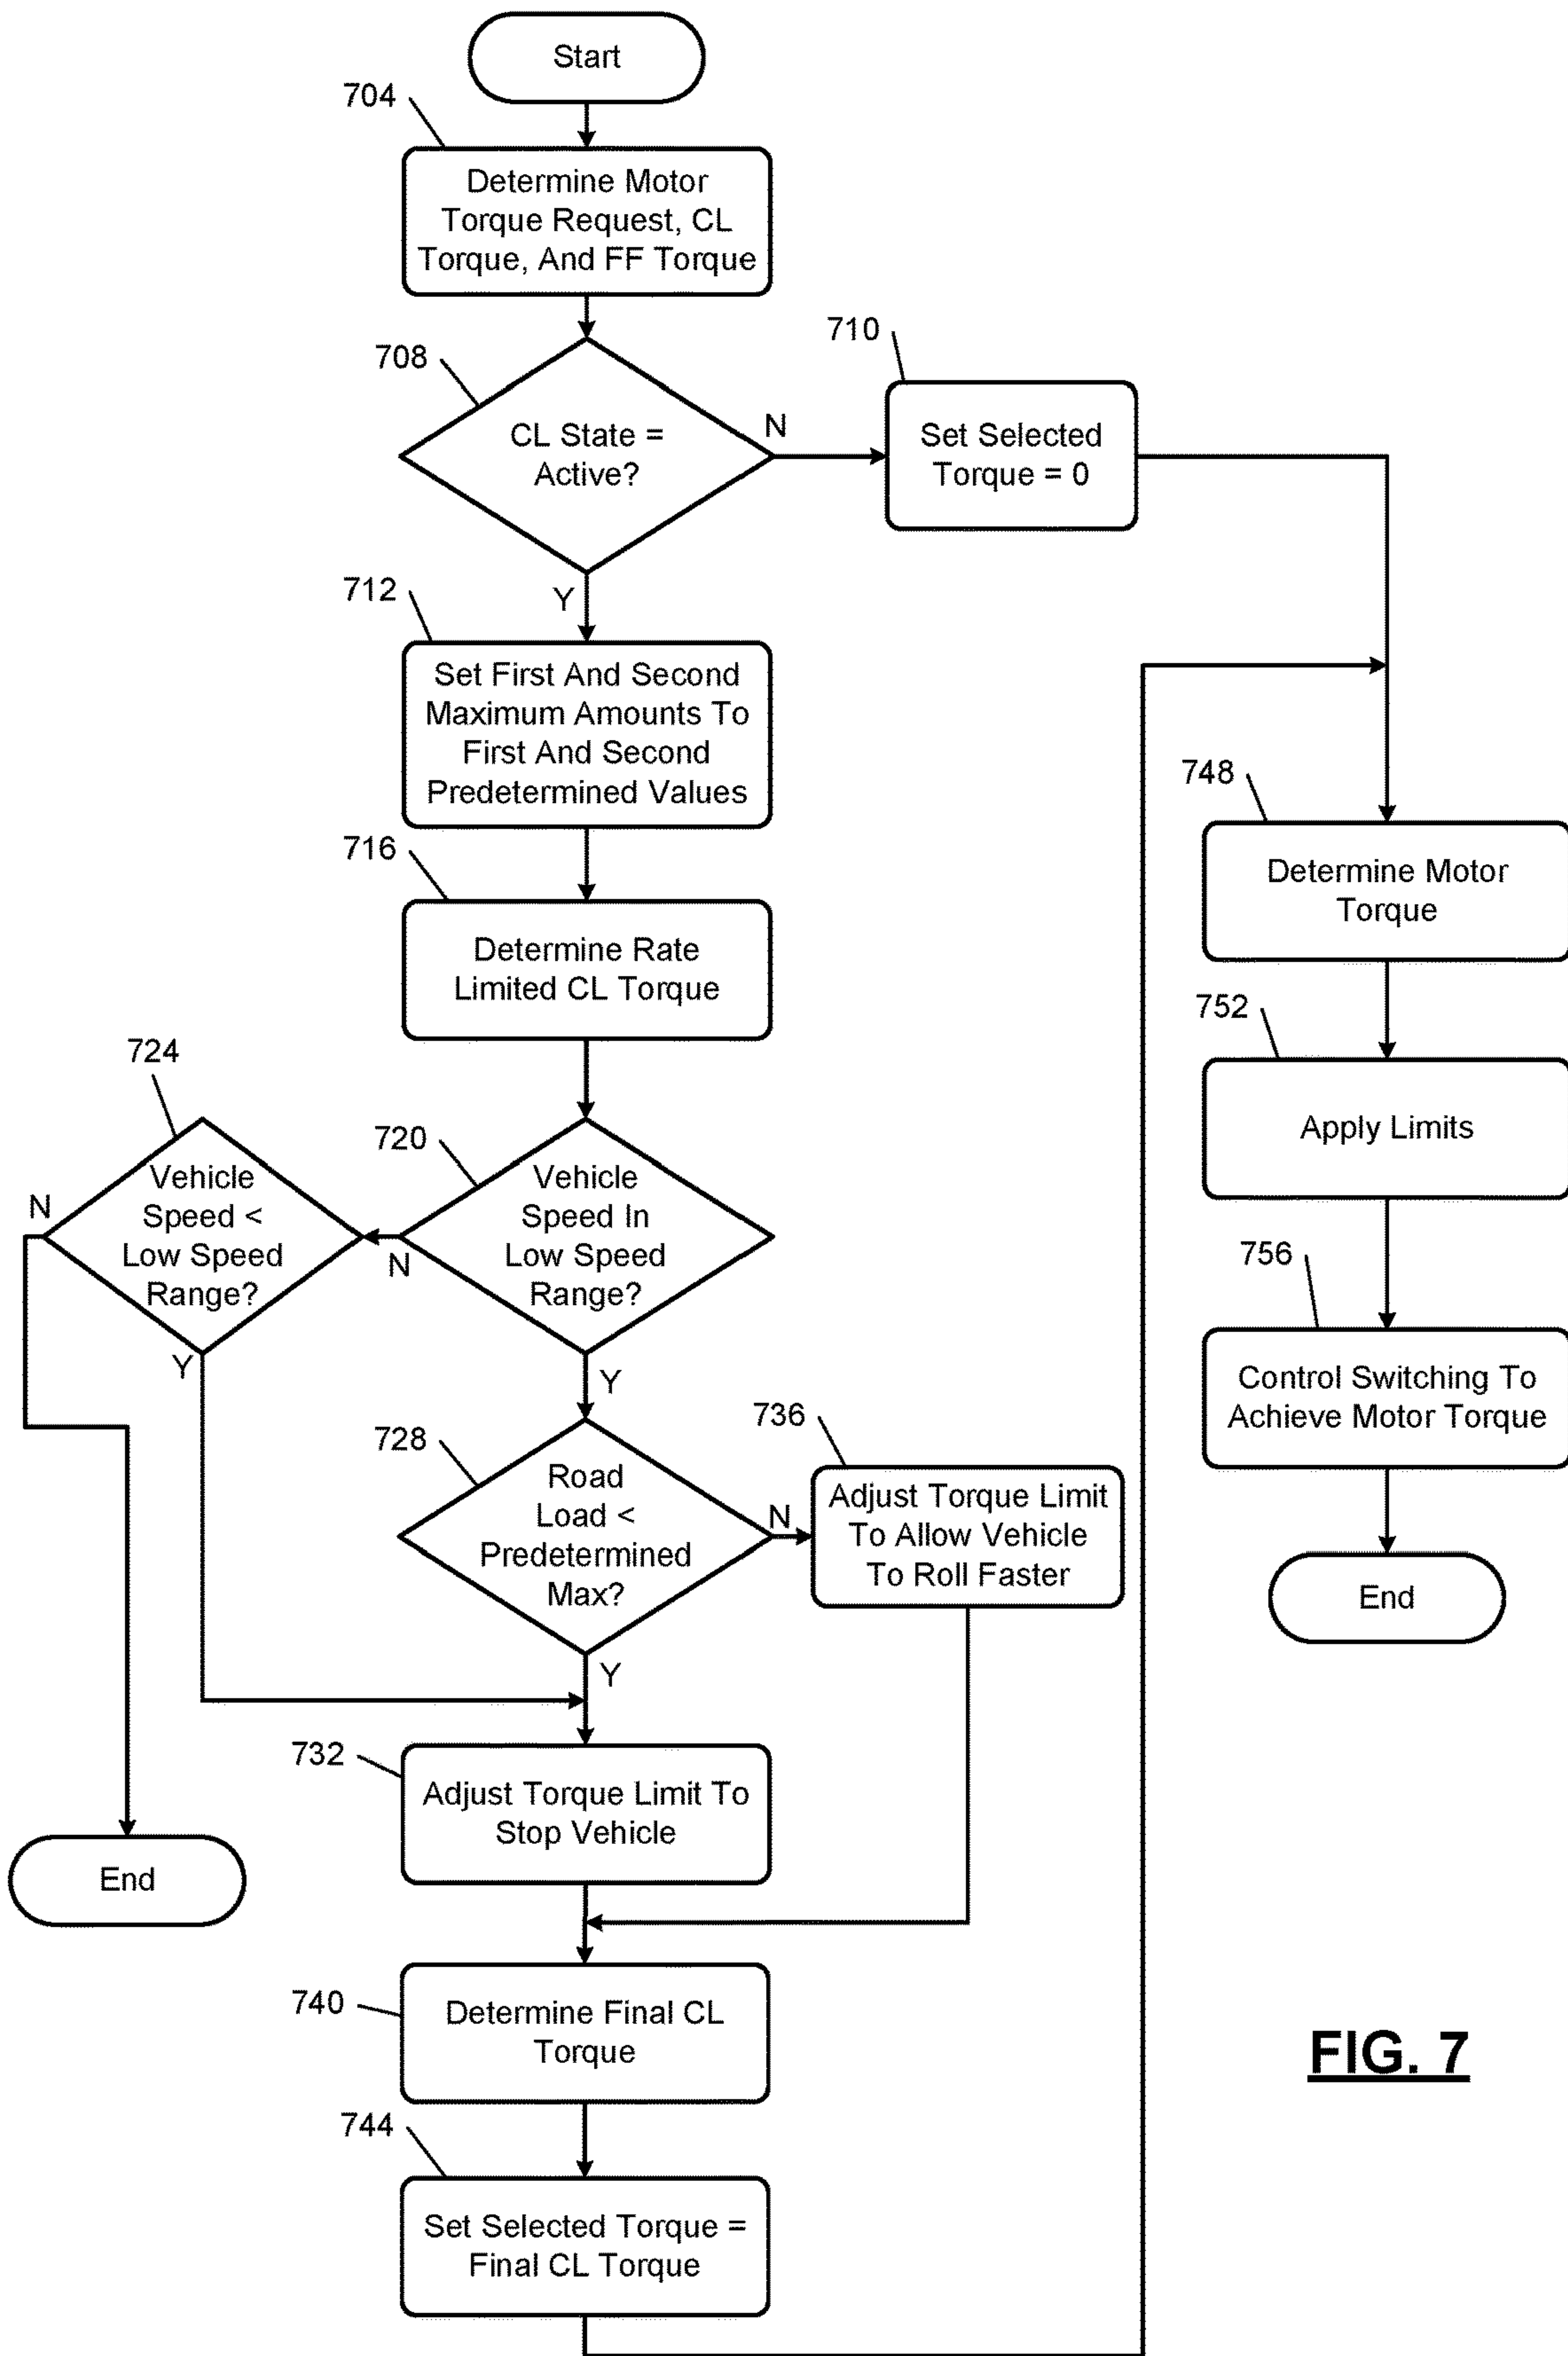 Start
704
Determine Motor
Torque Request, CL
Torque, And FF Torque
708
CL State =
Active?
N
Y
710
Set Selected
Torque = 0
712
Set First And Second
Maximum Amounts To
First And Second
Predetermined Values
716
Determine Rate
Limited CL Torque
720
Vehicle
Speed In
Low Speed
Range?
N
Y
724
Vehicle
Speed <
Low Speed
Range?
N
Y
End
728
Road
Load <
Predetermined
Max?
N
Y
736
Adjust Torque Limit
To Allow Vehicle
To Roll Faster
732
Adjust Torque Limit To
Stop Vehicle
740
Determine Final CL
Torque
744
Set Selected Torque =
Final CL Torque
748
Determine Motor
Torque
752
Apply Limits
756
Control Switching To
Achieve Motor Torque
End
FIG. 7